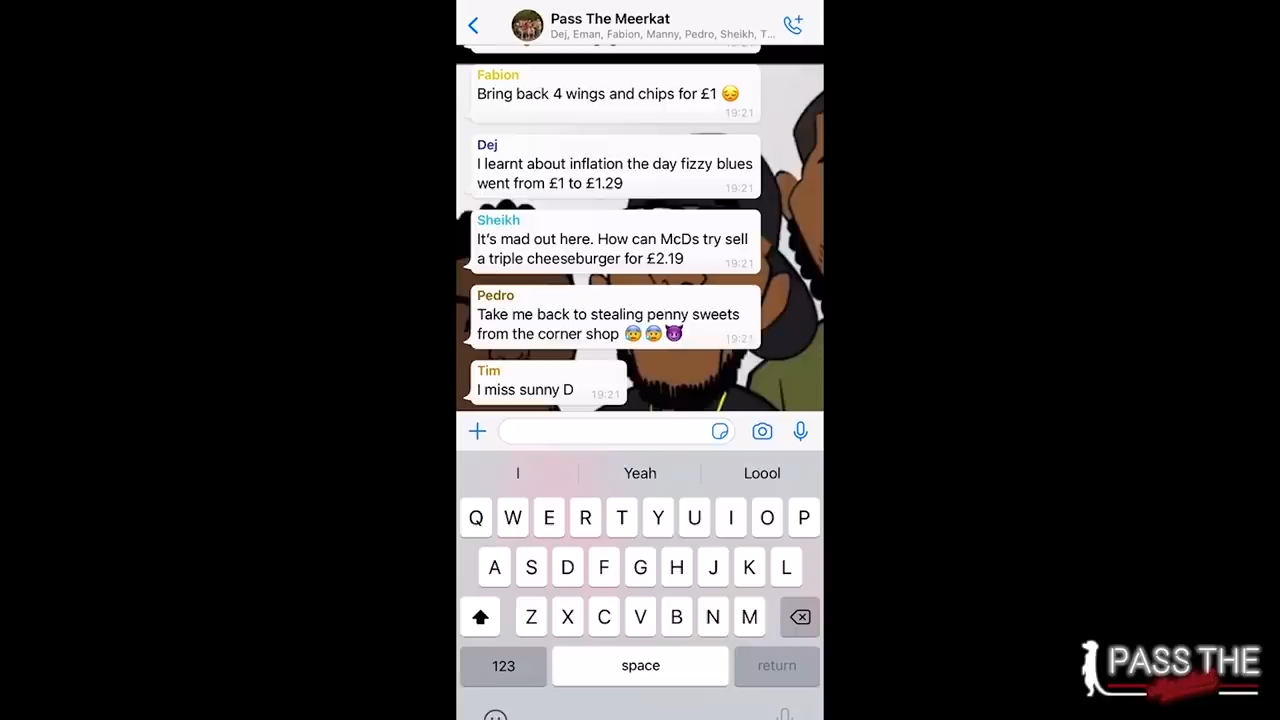 Pass The Meerkat
Dej, Eman, Fabion, Manny, Pedro, Sheikh, T...
Fabion
Bring back 4 wings and chips for £1 😔
19:21
Dej
I learnt about inflation the day fizzy blues
went from £1 to £1.29
19:21
Sheikh
It's mad out here. How can McDs try sell
a triple cheeseburger for £2.19
19:21
Pedro
Take me back to stealing penny sweets
from the corner shop 😰😰😈
19:21
Tim
I miss sunny D
19:21
I Yeah Loool
Q W E R T Y U I O P
A S D F G H J K L
Z X C V B N M
123 space return
PASS THE